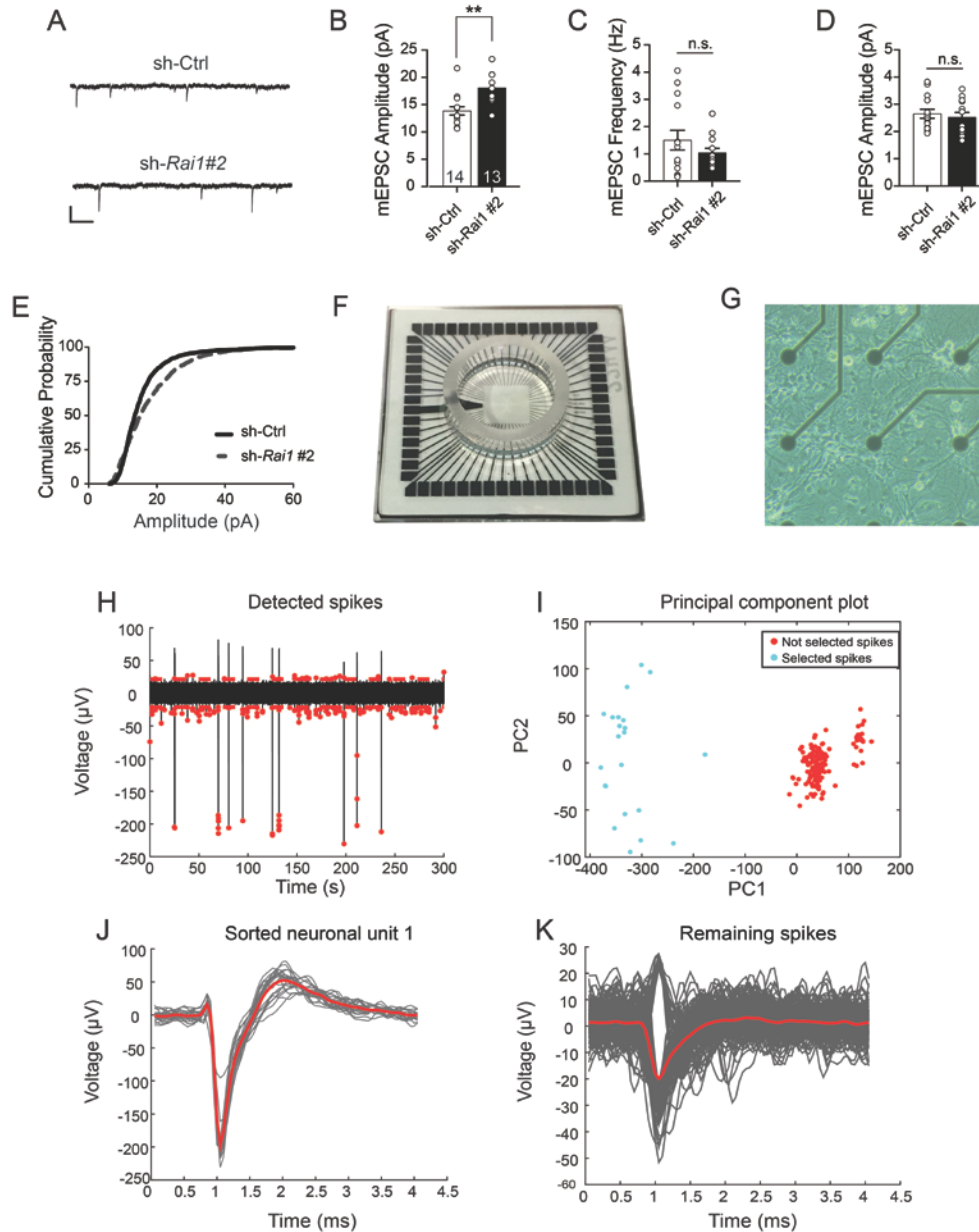 A
sh-Ctrl
sh-Rai1#2
B
**
mEPSC Amplitude (pA)
25
20
15
10
5
0
14
13
sh-Ctrl
sh-Rai1 #2
C
n.s.
mEPSC Frequency (Hz)
5
4
3
2
1
0
sh-Ctrl
sh-Rai1 #2
D
n.s.
mEPSC Amplitude (pA)
5
4
3
2
1
0
sh-Ctrl
sh-Rai1 #2
E
Cumulative Probability
100
75
50
25
0
sh-Ctrl
sh-Rai1 #2
0 20 40 60
Amplitude (pA)
F
G
H
Detected spikes
Voltage (µV)
100
50
0
-50
-100
-150
-200
-250
0 50 100 150 200 250 300
Time (s)
I
Principal component plot
Not selected spikes
Selected spikes
PC2
150
100
50
0
-50
-100
-400 -300 -200 -100 0 100 200
PC1
J
Sorted neuronal unit 1
Voltage (µV)
100
50
0
-50
-100
-150
-200
-250
0 0.5 1 1.5 2 2.5 3 3.5 4 4.5
Time (ms)
K
Remaining spikes
Voltage (µV)
30
20
10
0
-10
-20
-30
-40
-50
-60
0 0.5 1 1.5 2 2.5 3 3.5 4 4.5
Time (ms)